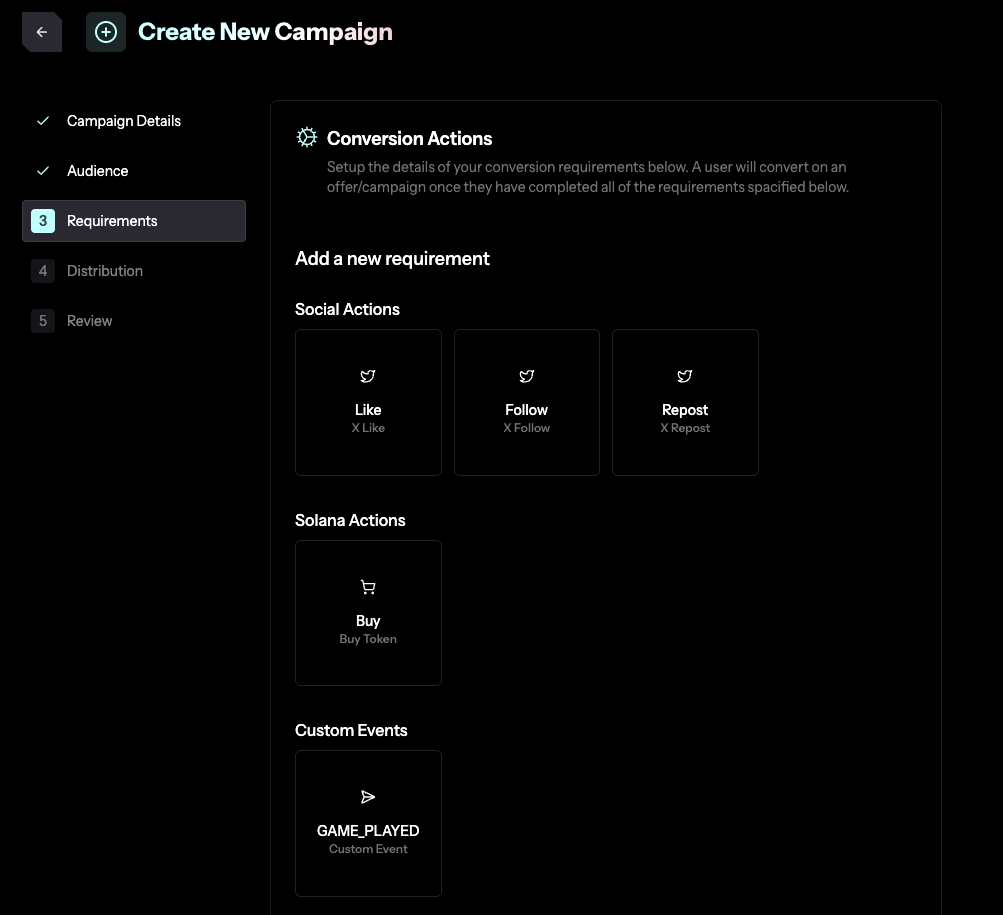 Create New Campaign
Campaign Details
Audience
3 Requirements
4 Distribution
5 Review
Conversion Actions
Setup the details of your conversion requirements below. A user will convert on an
offer/campaign once they have completed all of the requirements spacified below.
Add a new requirement
Social Actions
Like
X Like
Follow
X Follow
Repost
X Repost
Solana Actions
Buy
Buy Token
Custom Events
GAME_PLAYED
Custom Event